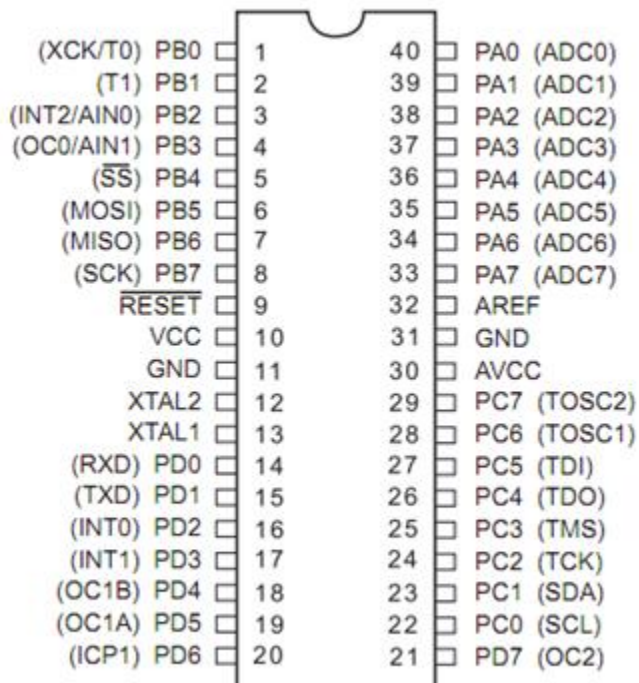 (XCK/T0) PB0 1 40 PA0 (ADC0)
(T1) PB1 2 39 PA1 (ADC1)
(INT2/AIN0) PB2 3 38 PA2 (ADC2)
(OC0/AIN1) PB3 4 37 PA3 (ADC3)
(S̅S̅) PB4 5 36 PA4 (ADC4)
(MOSI) PB5 6 35 PA5 (ADC5)
(MISO) PB6 7 34 PA6 (ADC6)
(SCK) PB7 8 33 PA7 (ADC7)
R̅E̅S̅E̅T̅ 9 32 AREF
VCC 10 31 GND
GND 11 30 AVCC
XTAL2 12 29 PC7 (TOSC2)
XTAL1 13 28 PC6 (TOSC1)
(RXD) PD0 14 27 PC5 (TDI)
(TXD) PD1 15 26 PC4 (TDO)
(INT0) PD2 16 25 PC3 (TMS)
(INT1) PD3 17 24 PC2 (TCK)
(OC1B) PD4 18 23 PC1 (SDA)
(OC1A) PD5 19 22 PC0 (SCL)
(ICP1) PD6 20 21 PD7 (OC2)